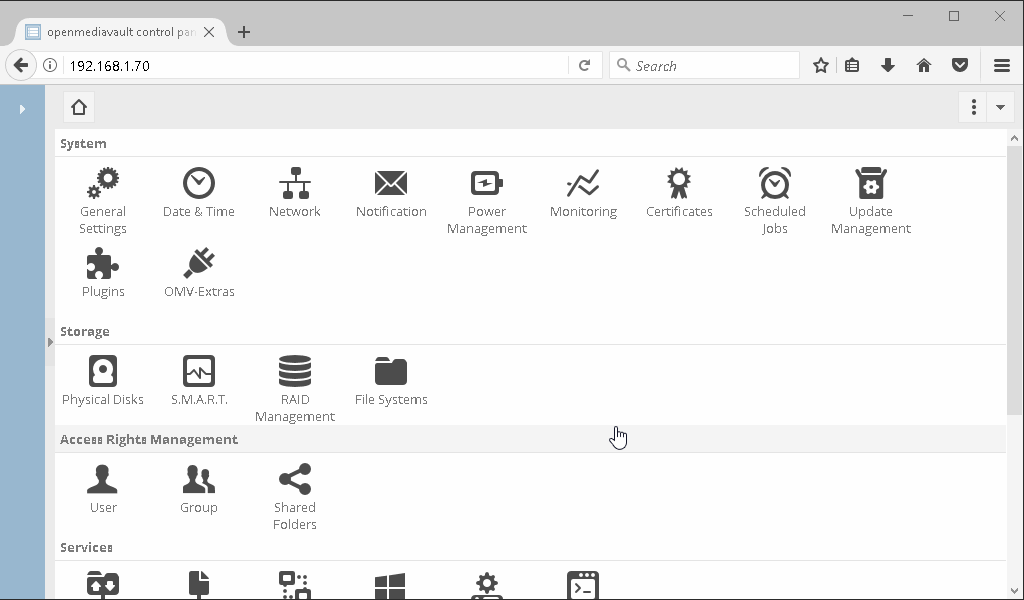 openmediavault control pan
192.168.1.70
Search
System
General Settings
Date & Time
Network
Notification
Power Management
Monitoring
Certificates
Scheduled Jobs
Update Management
Plugins
OMV-Extras
Storage
Physical Disks
S.M.A.R.T.
RAID Management
File Systems
Access Rights Management
User
Group
Shared Folders
Services